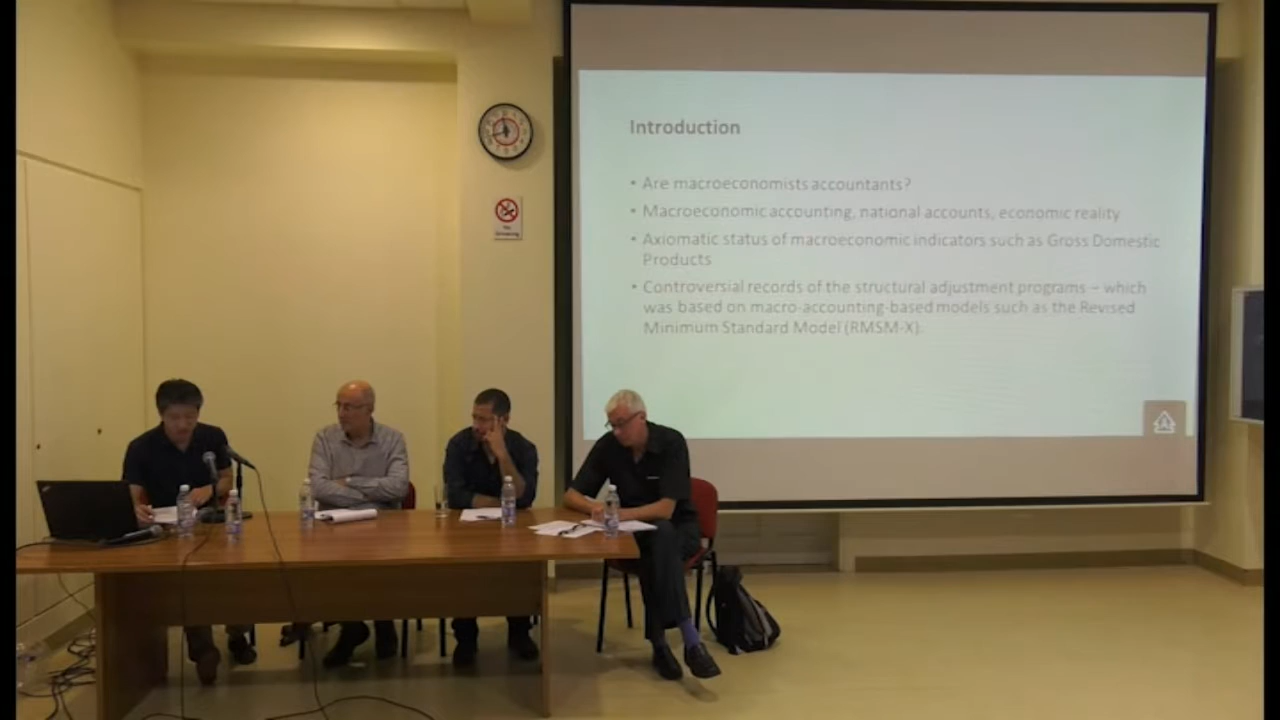 Introduction
• Are macroeconomists accountants?
• Macroeconomic accounting, national accounts, economic reality
• Axiomatic status of macroeconomic indicators such as Gross Domestic
Products
• Controversial records of the structural adjustment programs – which
was based on macro-accounting-based models such as the Revised
Minimum Standard Model (RMSM-X).
No
Smoking